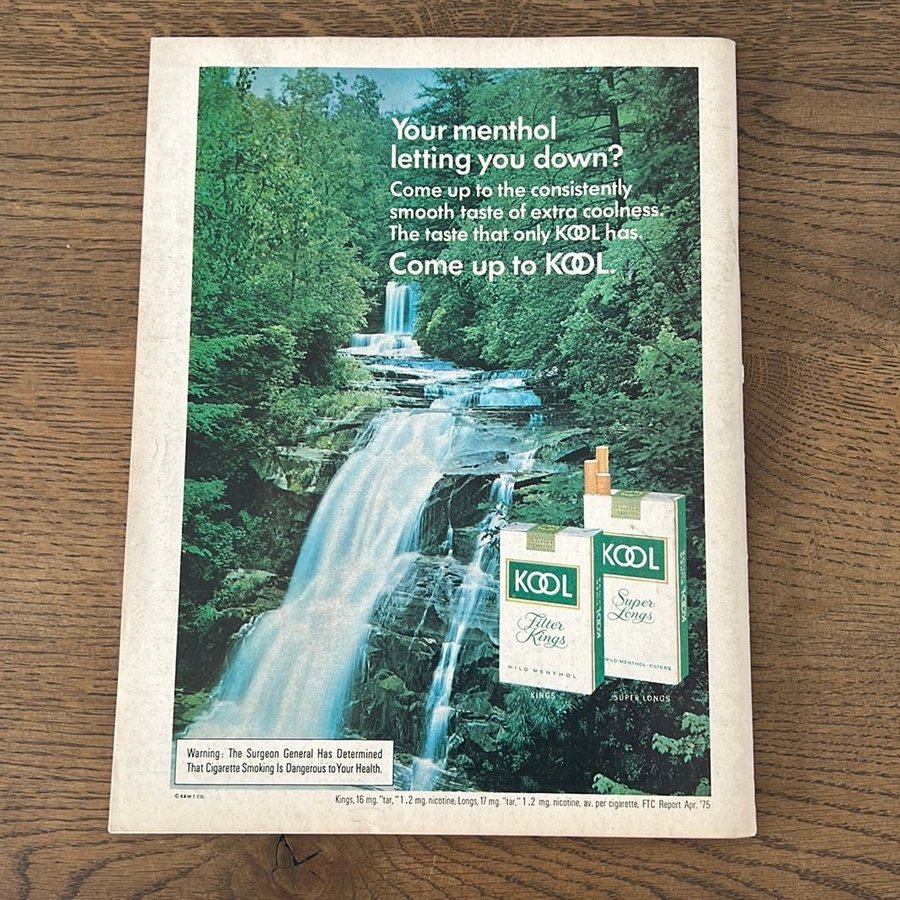 Your menthol
letting you down?
Come up to the consistently
smooth taste of extra coolness.
The taste that only KOOL has.
Come up to KOOL.
KOOL
Filter
Kings
MILD MENTHOL
KOOL
KINGS
KOOL
Super
Longs
MILD MENTHOL • FILTERS
SUPER LONGS
Warning: The Surgeon General Has Determined
That Cigarette Smoking Is Dangerous to Your Health.
© B&W T CO.
Kings, 16 mg. "tar," 1.2 mg. nicotine; Longs, 17 mg. "tar," 1.2 mg. nicotine, av. per cigarette, FTC Report Apr. '75